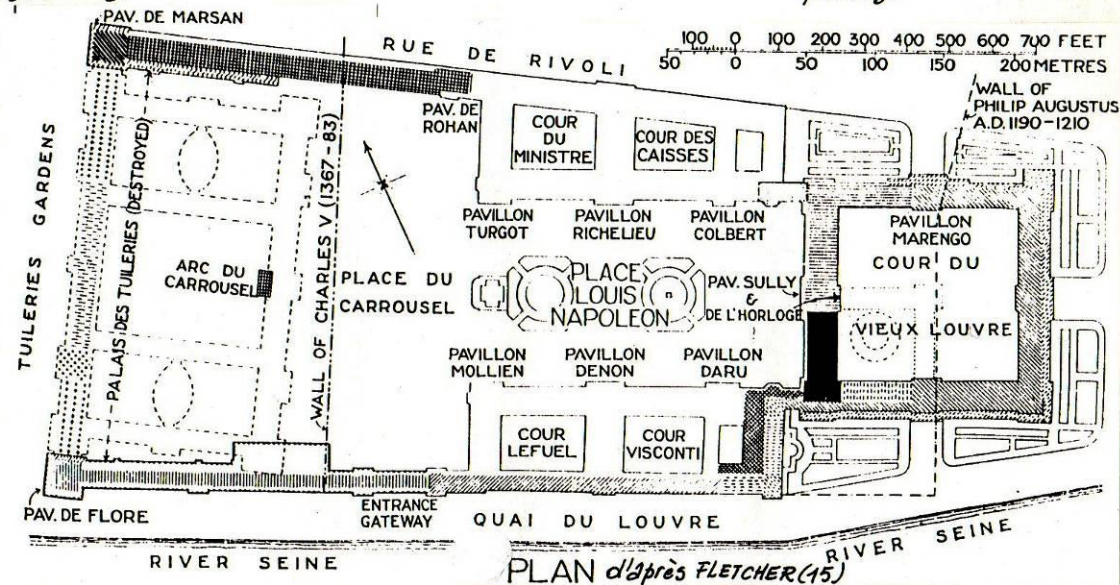 PAV. DE MARSAN
RUE DE RIVOLI
100 0 100 200 300 400 500 600 700 FEET
50 0 50 100 150 200 METRES
WALL OF
PHILIP AUGUSTUS
A.D. 1190-1210
PAV. DE
ROHAN
COUR
DU
MINISTRE
COUR DES
CAISSES
TUILERIES GARDENS
PALAIS DES TUILERIES (DESTROYED)
WALL OF CHARLES V (1367-83)
ARC DU
CARROUSEL
PLACE DU
CARROUSEL
PAVILLON
TURGOT
PAVILLON
RICHELIEU
PAVILLON
COLBERT
PLACE
LOUIS
NAPOLEON
PAV. SULLY
&
DE L'HORLOGE
PAVILLON
MARENGO
COUR DU
VIEUX LOUVRE
PAVILLON
MOLLIEN
PAVILLON
DENON
PAVILLON
DARU
COUR
LEFUEL
COUR
VISCONTI
PAV. DE FLORE
ENTRANCE
GATEWAY
QUAI DU LOUVRE
RIVER SEINE
RIVER SEINE
PLAN d'après FLETCHER (15)